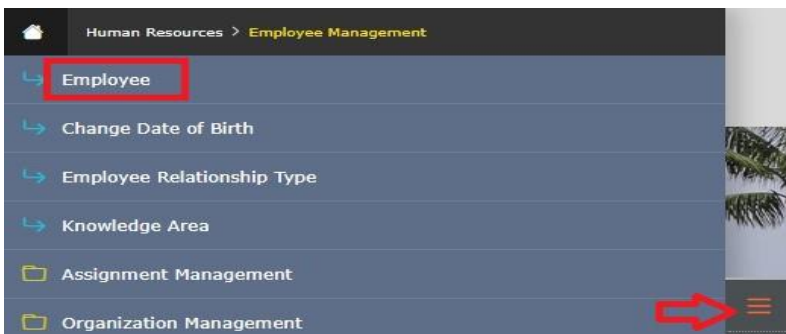 Human Resources > Employee Management
Employee
Change Date of Birth
Employee Relationship Type
Knowledge Area
Assignment Management
Organization Management